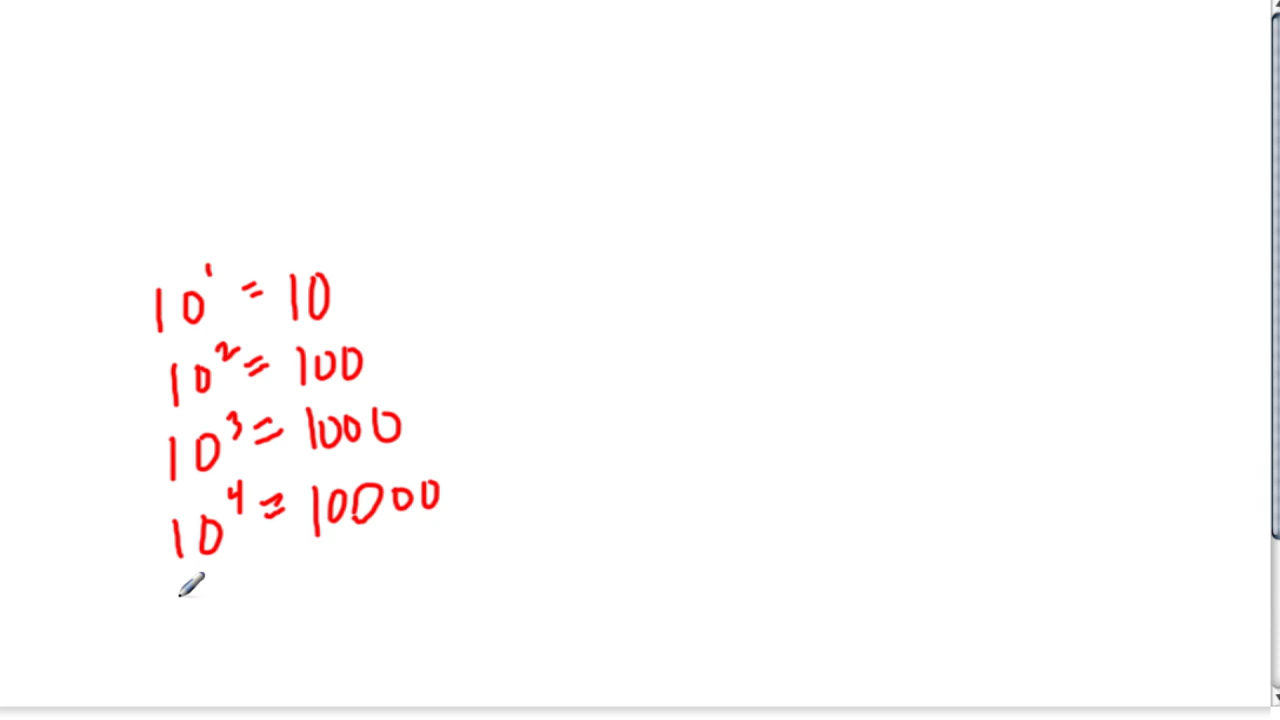 10¹ = 10
10² = 100
10³ = 1000
10⁴ = 10000